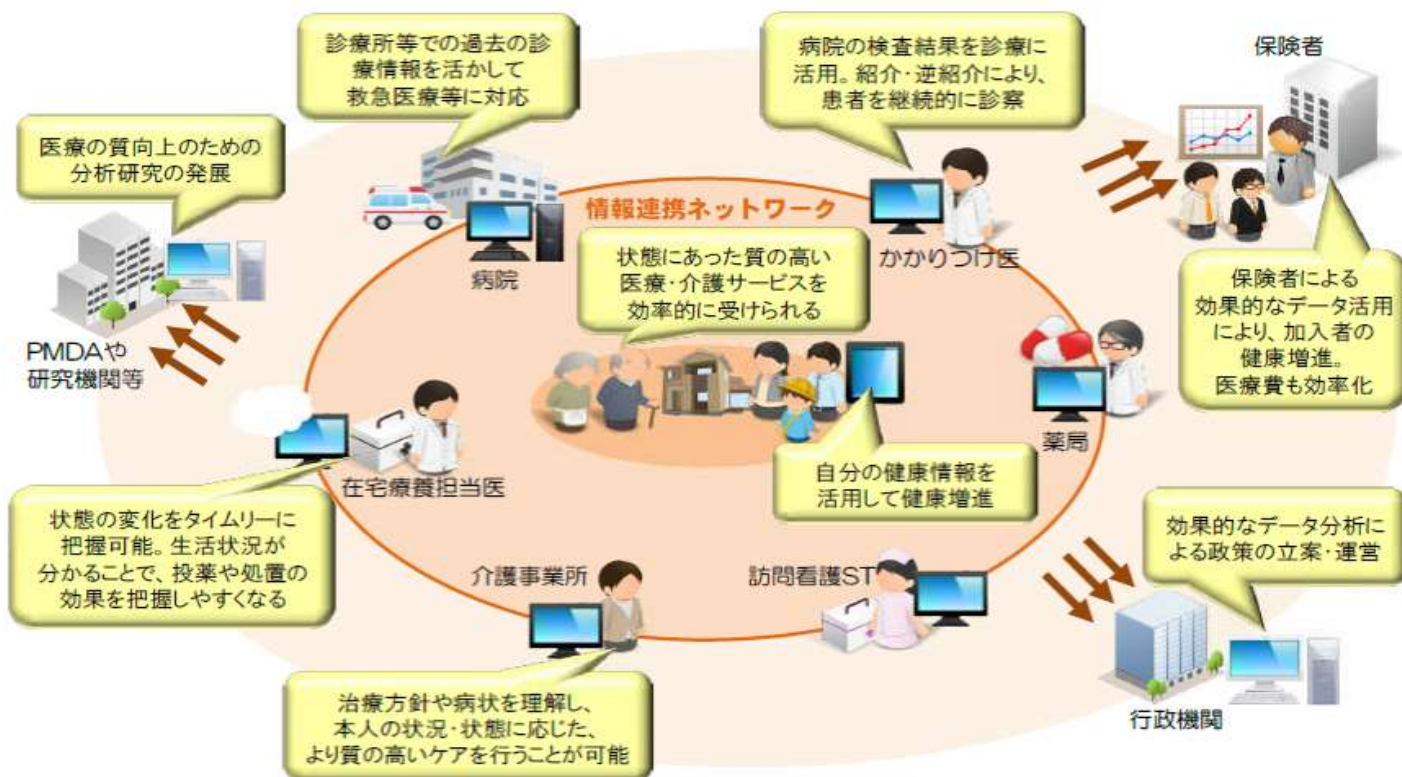 診療所等での過去の診
療情報を活かして
救急医療等に対応
病院の検査結果を診療に
活用。紹介・逆紹介により、
患者を継続的に診察
保険者
医療の質向上のための
分析研究の発展
情報連携ネットワーク
病院
かかりつけ医
状態にあった質の高い
医療・介護サービスを
効率的に受けられる
保険者による
効果的なデータ活用
により、加入者の
健康増進。
医療費も効率化
PMDAや
研究機関等
薬局
在宅療養担当医
自分の健康情報を
活用して健康増進
状態の変化をタイムリーに
把握可能。生活状況が
分かることで、投薬や処置の
効果を把握しやすくなる
効果的なデータ分析に
よる政策の立案・運営
介護事業所
訪問看護ST
治療方針や病状を理解し、
本人の状況・状態に応じた、
より質の高いケアを行うことが可能
行政機関